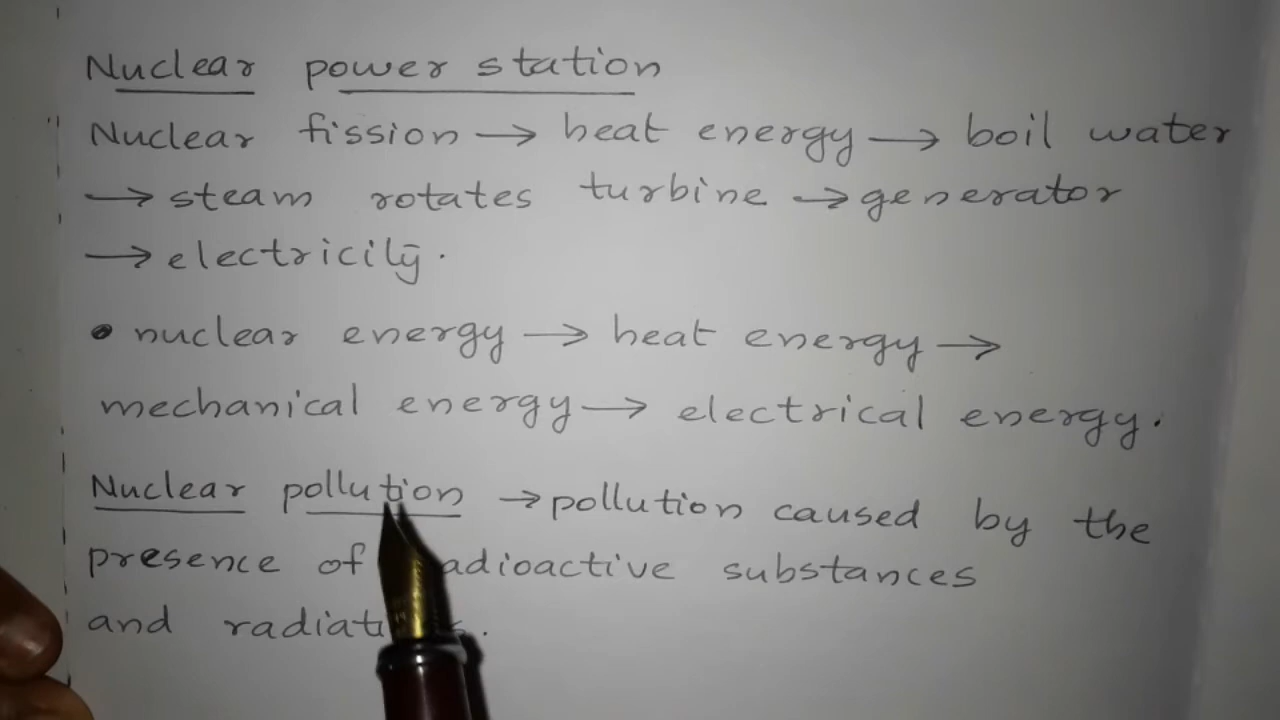 Nuclear power station
Nuclear fission → heat energy → boil water
→ steam rotates turbine → generator
→ electricity.
• nuclear energy → heat energy →
mechanical energy → electrical energy.
Nuclear pollution → pollution caused by the
presence of radioactive substances
and